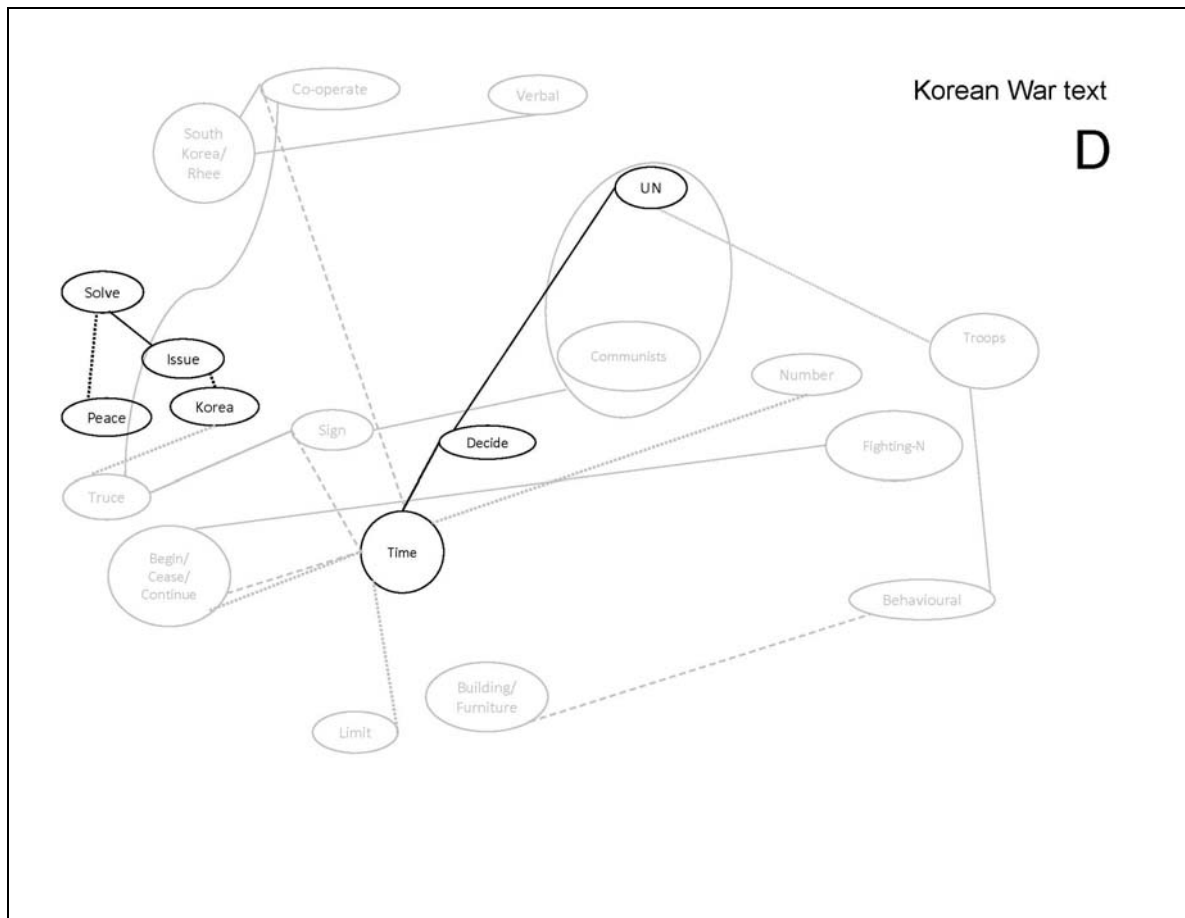 Korean War text
D
Co-operate
Verbal
South
Korea/
Rhee
UN
Solve
Issue
Communists
Troops
Number
Peace
Korea
Sign
Decide
Fighting-N
Truce
Time
Begin/
Cease/
Continue
Behavioural
Building/
Furniture
Limit